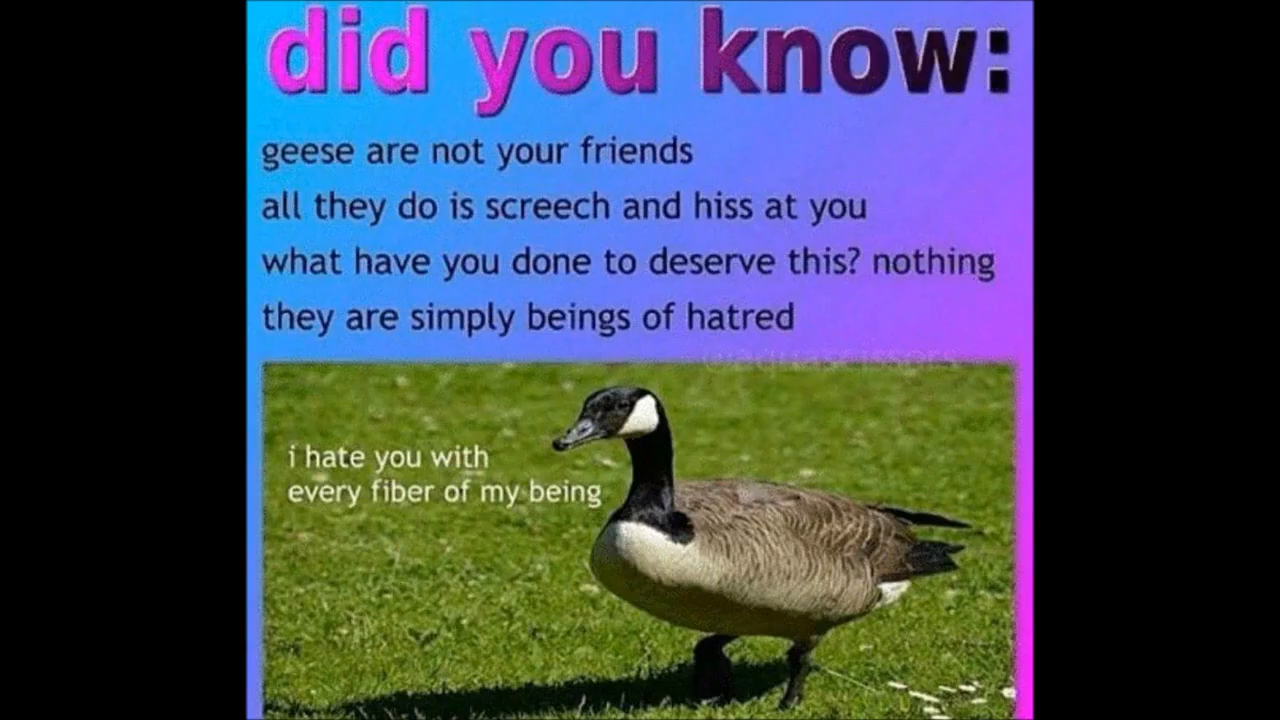 did you know:
geese are not your friends
all they do is screech and hiss at you
what have you done to deserve this? nothing
they are simply beings of hatred
i hate you with
every fiber of my being